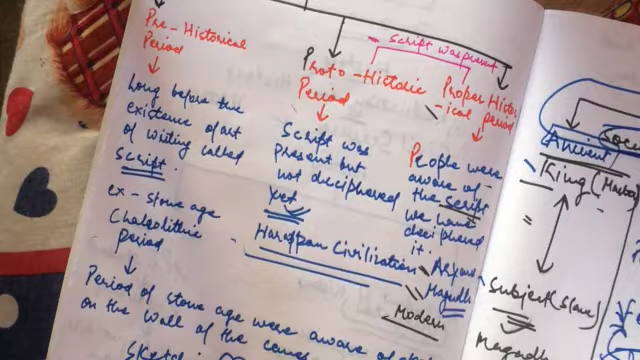 Script was present
Pre-Historical
Period
Long before the
existence of art
of writing called
Script.
ex- stone age
Chalcolithic
period
Proto-Historic
Period
Script was
present but
not deciphered
yet
Harappan Civilization
Proper Histor
-ical period
People were
aware of
the script
we have
deciphered
it.
Magadh
Modern
Period of stone age were aware of
on the wall of the caves
Ancient
King
Subject (Slave)